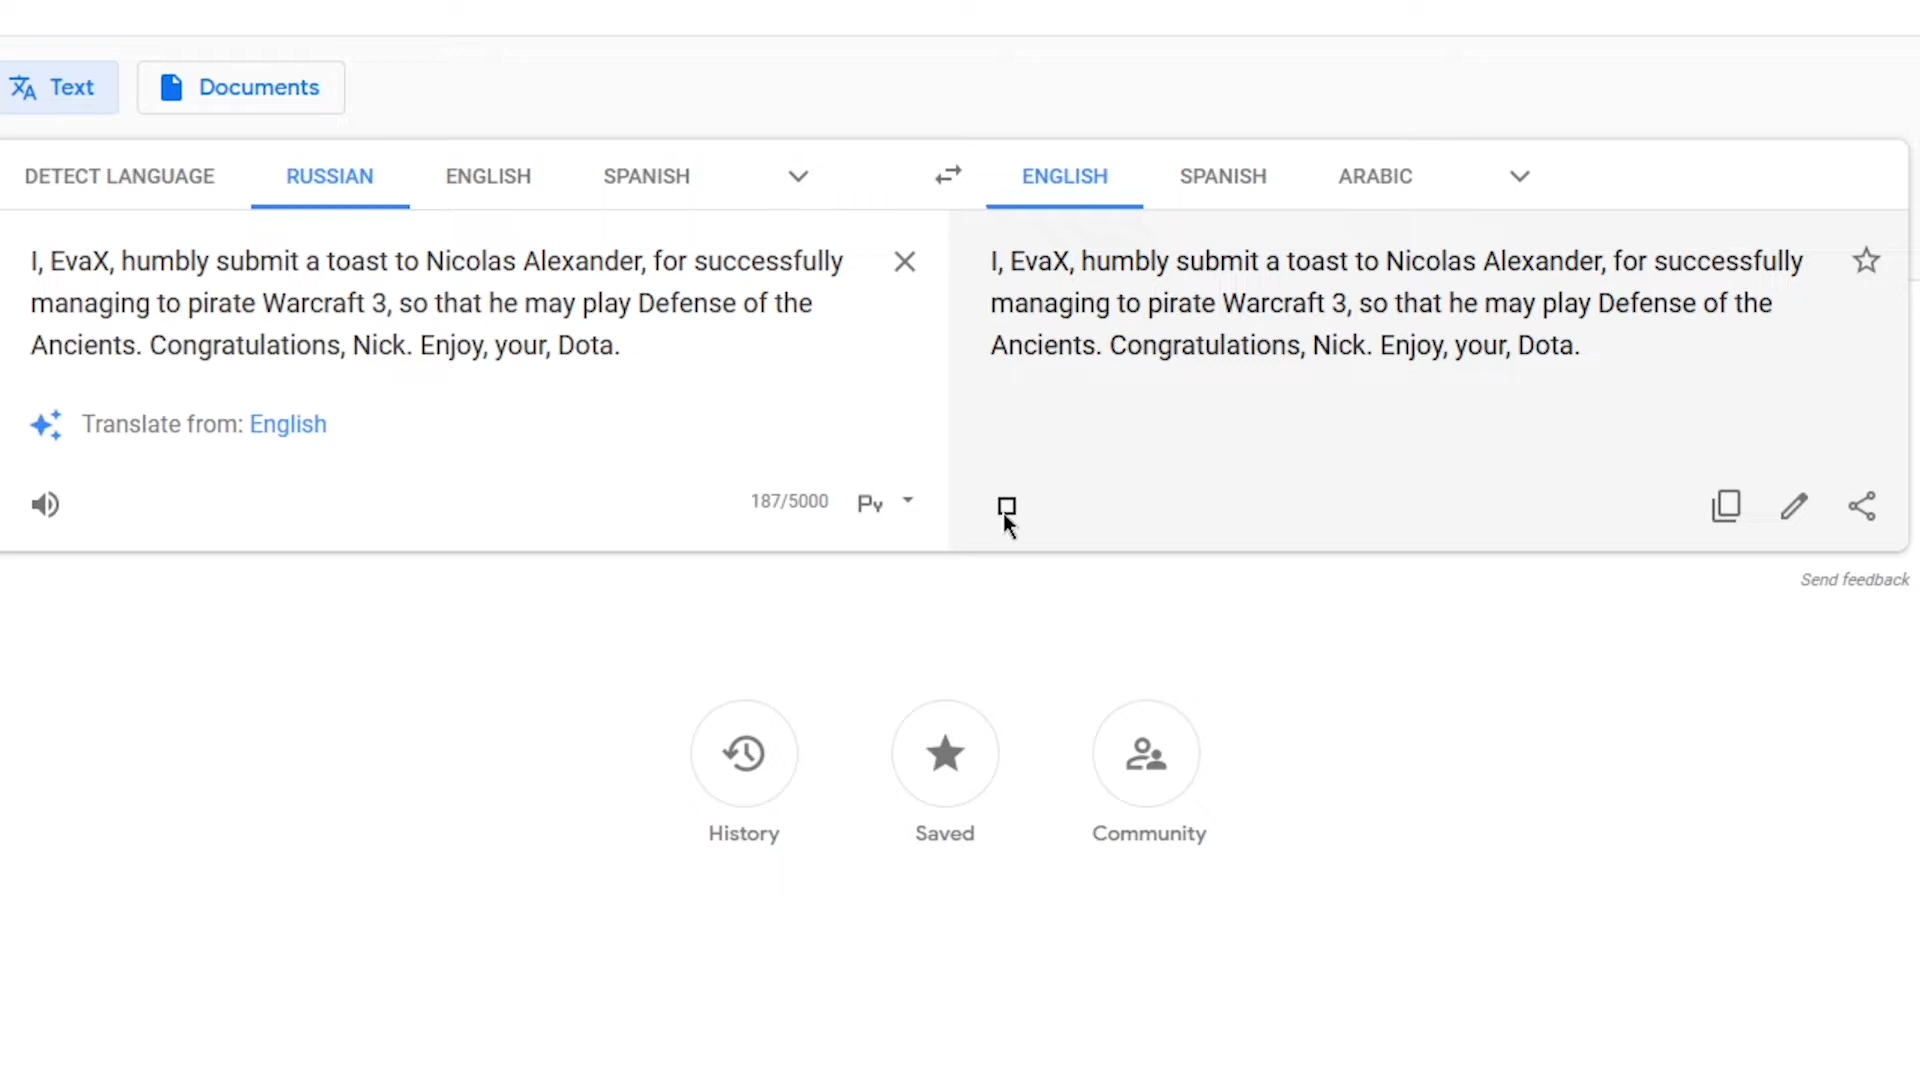 Text
Documents
DETECT LANGUAGE RUSSIAN ENGLISH SPANISH
ENGLISH SPANISH ARABIC
I, EvaX, humbly submit a toast to Nicolas Alexander, for successfully
managing to pirate Warcraft 3, so that he may play Defense of the
Ancients. Congratulations, Nick. Enjoy, your, Dota.
Translate from: English
187/5000 Ру
I, EvaX, humbly submit a toast to Nicolas Alexander, for successfully
managing to pirate Warcraft 3, so that he may play Defense of the
Ancients. Congratulations, Nick. Enjoy, your, Dota.
Send feedback
History
Saved
Community